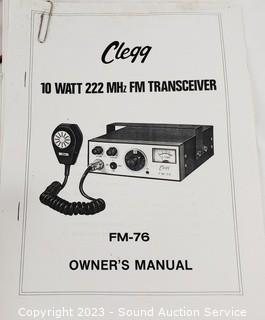 Clegg
10 WATT 222 MHz FM TRANSCEIVER
Clegg
FM-76
FM-76
OWNER'S MANUAL
Copyright 2023 - Sound Auction Service